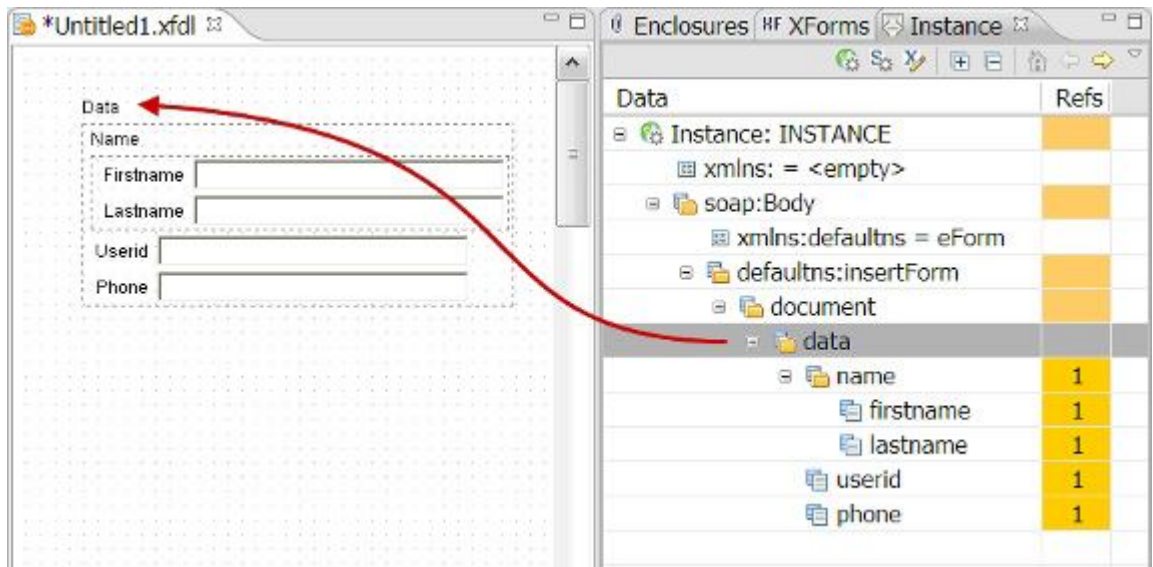 *Untitled1.xfdl
Data
Name
Firstname
Lastname
Userid
Phone
Enclosures XForms Instance
Data Refs
Instance: INSTANCE
xmlns: = <empty>
soap:Body
xmlns:defaultns = eForm
defaultns:insertForm
document
data
name 1
firstname 1
lastname 1
userid 1
phone 1